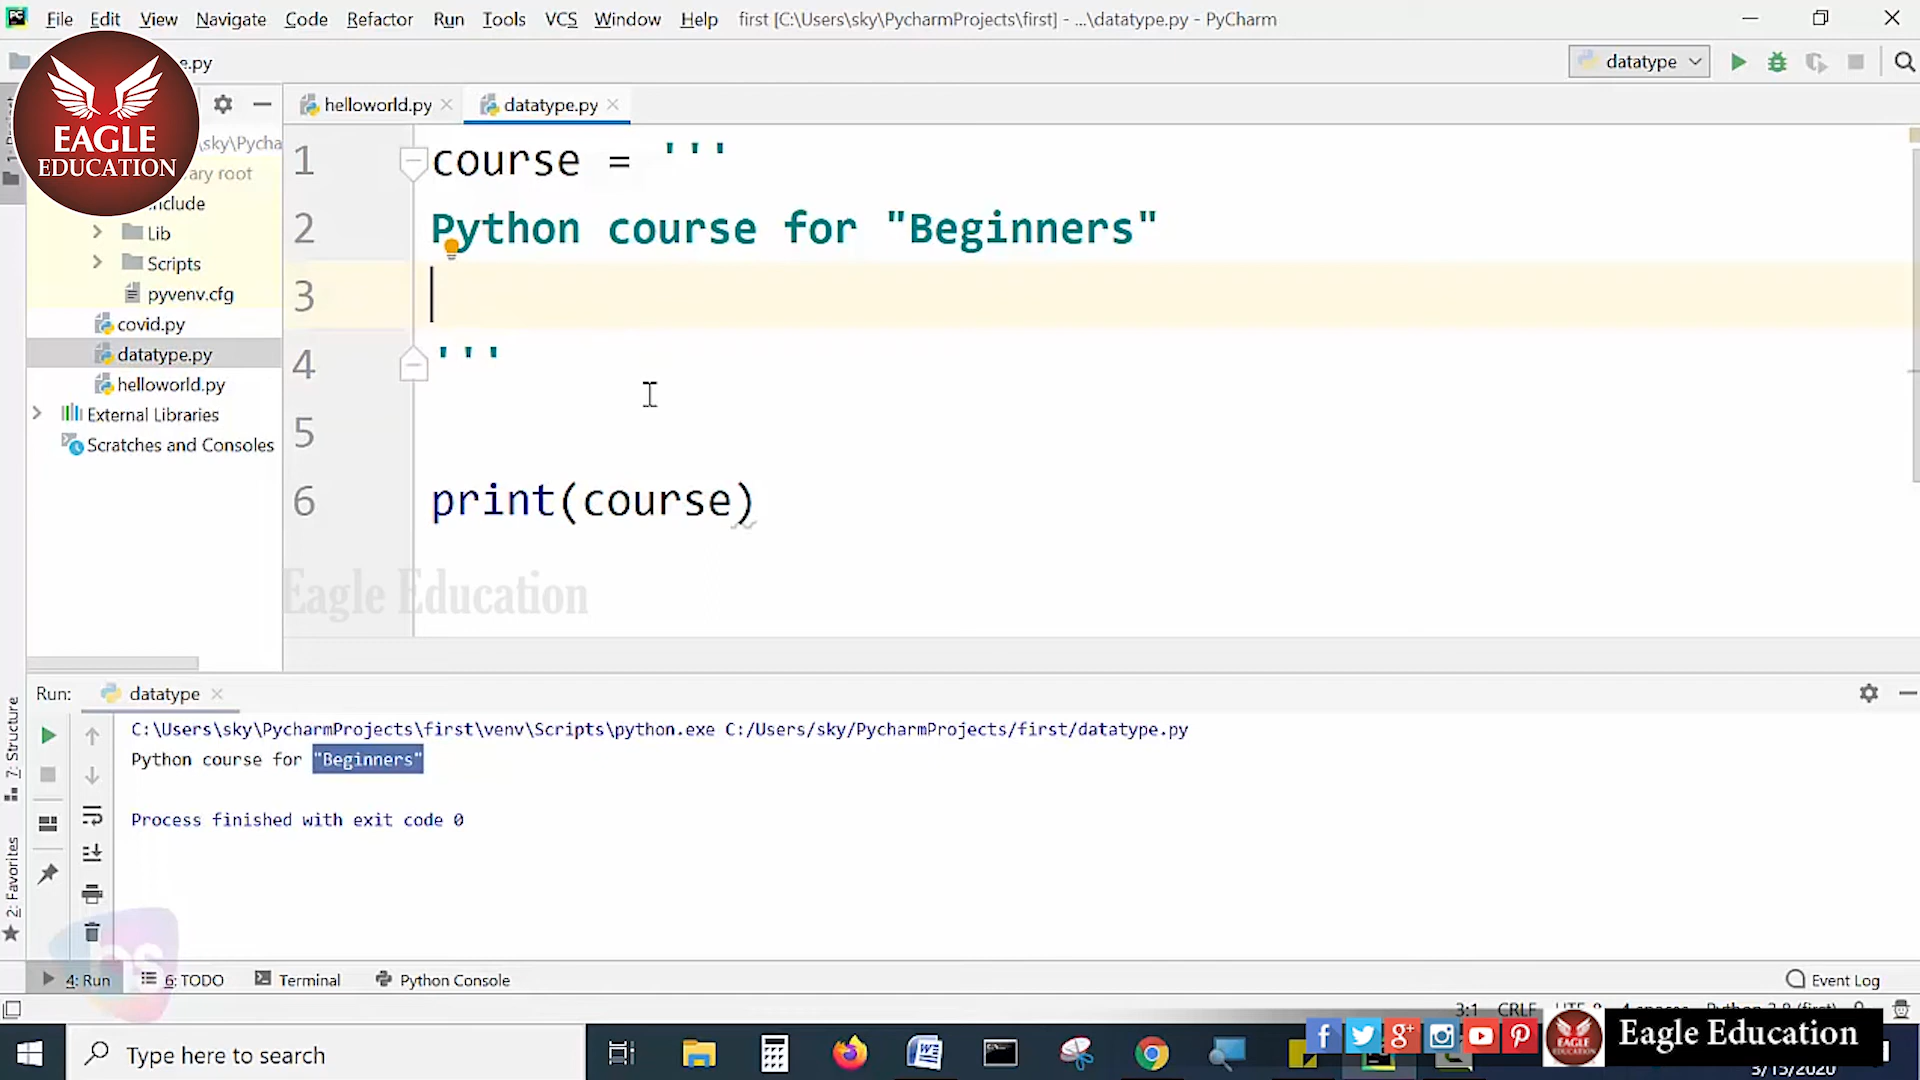 File Edit View Navigate Code Refactor Run Tools VCS Window Help first [C:\Users\sky\PycharmProjects\first] - ...\datatype.py - PyCharm
e.py
datatype
EAGLE
EDUCATION
helloworld.py
datatype.py
sky\Pycha
ary root
include
Lib
Scripts
pyvenv.cfg
covid.py
datatype.py
helloworld.py
External Libraries
Scratches and Consoles
1 course = '''
2 Python course for "Beginners"
3
4 '''
5
6 print(course)
Eagle Education
Run: datatype
C:\Users\sky\PycharmProjects\first\venv\Scripts\python.exe C:/Users/sky/PycharmProjects/first/datatype.py
Python course for "Beginners"
Process finished with exit code 0
7: Structure
2: Favorites
4: Run 6: TODO Terminal Python Console Event Log
3:1 CRLF
Type here to search
Eagle Education
3/15/2020